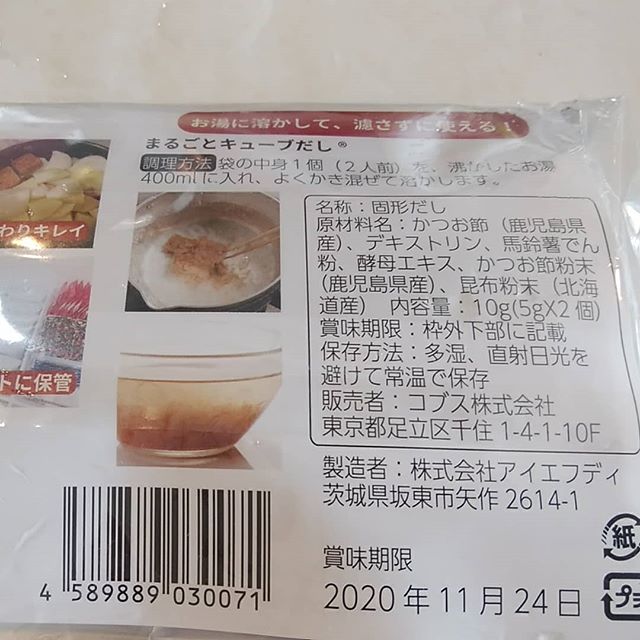 お湯に溶かして、濾さずに使える！
まるごとキューブだし®
調理方法 袋の中身1個（2人前）を、沸かしたお湯
400mlに入れ、よくかき混ぜて溶かします。
わりキレイ
トに保管
名称：固形だし
原材料名：かつお節（鹿児島県
産）、デキストリン、馬鈴薯でん
粉、酵母エキス、かつお節粉末
(鹿児島県産)、昆布粉末（北海
道産） 内容量：10g(5gX2個)
賞味期限：枠外下部に記載
保存方法：多湿、直射日光を
避けて常温で保存
販売者：コブス株式会社
東京都足立区千住 1-4-1-10F
製造者：株式会社アイエフディ
茨城県坂東市矢作 2614-1
賞味期限
2020年11月24日
4 589889 030071
紙
プラ